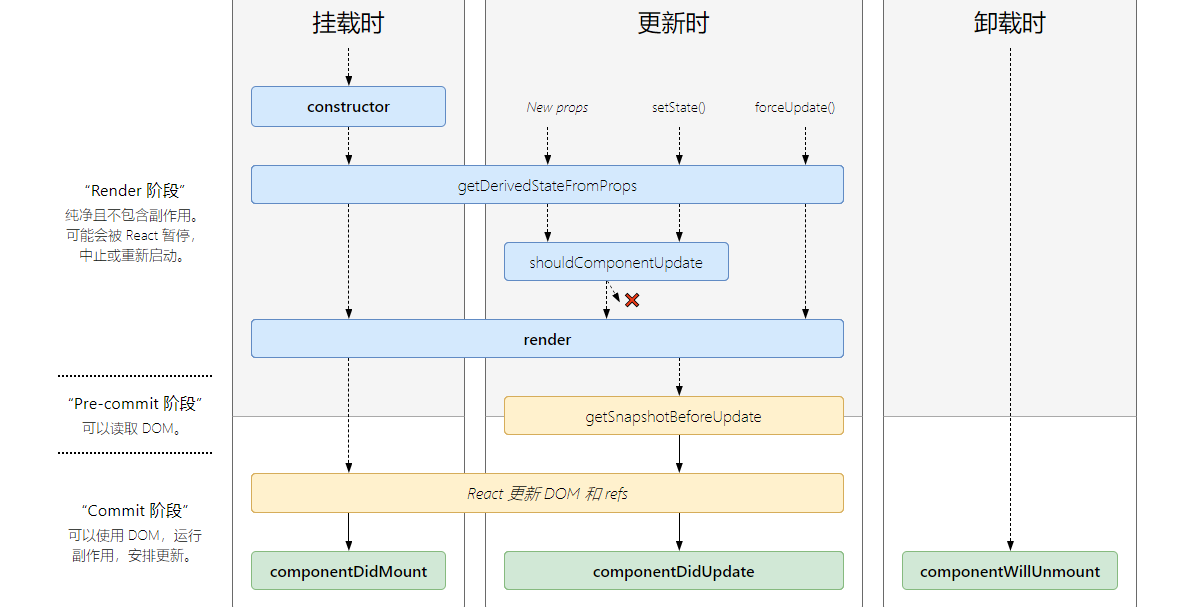 挂载时
更新时
卸载时
constructor
New props
setState()
forceUpdate()
getDerivedStateFromProps
“Render 阶段”
纯净且不包含副作用。
可能会被 React 暂停，
中止或重新启动。
shouldComponentUpdate
render
“Pre-commit 阶段”
可以读取 DOM。
getSnapshotBeforeUpdate
React 更新 DOM 和 refs
“Commit 阶段”
可以使用 DOM，运行
副作用，安排更新。
componentDidMount
componentDidUpdate
componentWillUnmount